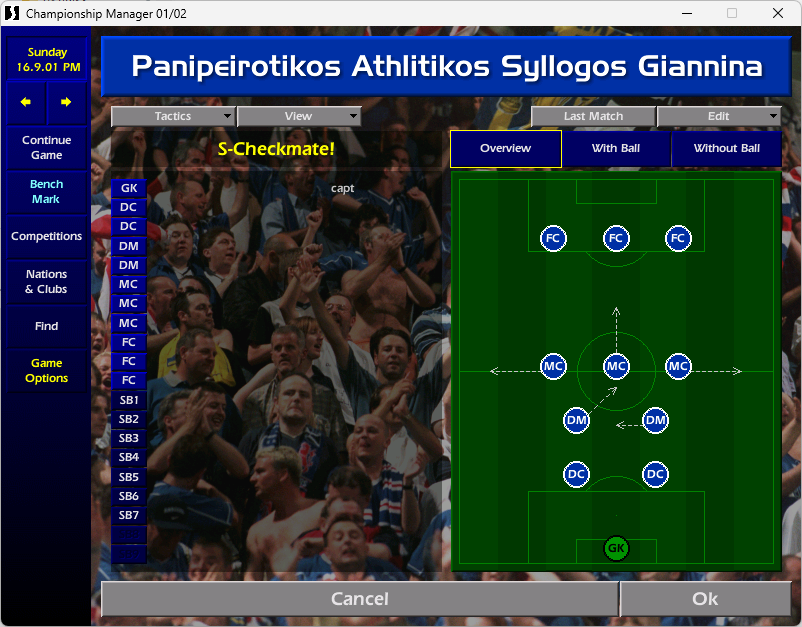 Championship Manager 01/02
Sunday
16.9.01 PM
Panipeirotikos Athlitikos Syllogos Giannina
Continue
Game
Bench
Mark
Competitions
Nations
& Clubs
Find
Game
Options
Tactics
View
Last Match
Edit
S-Checkmate!
Overview
With Ball
Without Ball
GK capt
DC
DC
DM
DM
MC
MC
MC
FC
FC
FC
SB1
SB2
SB3
SB4
SB5
SB6
SB7
FC FC FC
MC MC MC
DM DM
DC DC
GK
Cancel
Ok